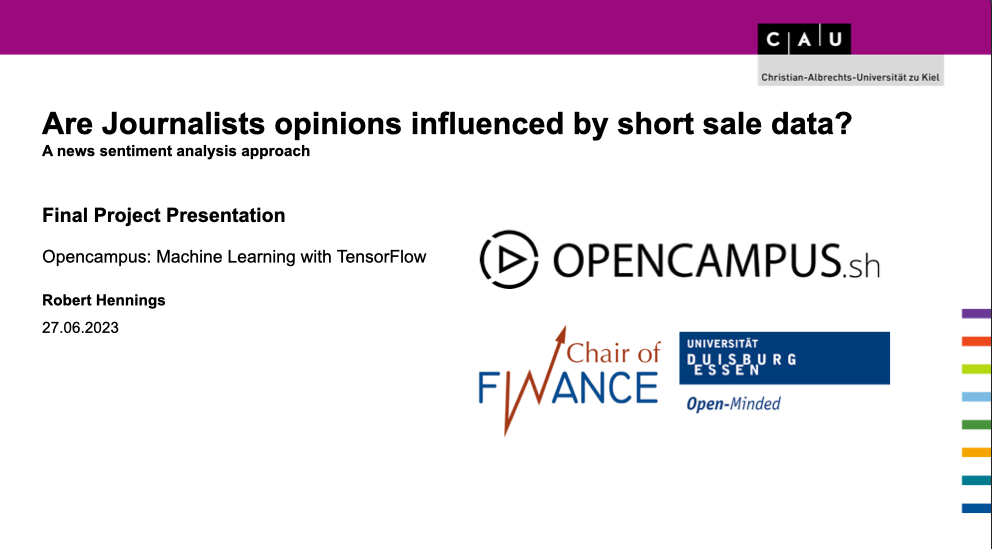 CAU
Christian-Albrechts-Universität zu Kiel
Are Journalists opinions influenced by short sale data?
A news sentiment analysis approach
Final Project Presentation
Opencampus: Machine Learning with TensorFlow
Robert Hennings
27.06.2023
OPENCAMPUS.sh
Chair of
FINANCE
UNIVERSITÄT
DUISBURG
ESSEN
Open-Minded